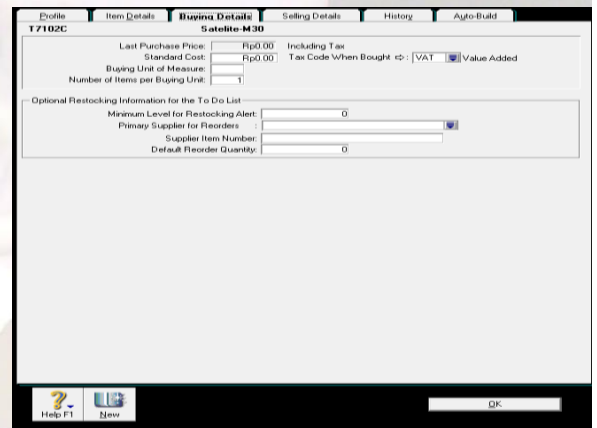 Profile Item Details Buying Details Selling Details History Auto-Build
T7102C Satelite-M30
Last Purchase Price: Rp0.00 Including Tax
Standard Cost: Rp0.00 Tax Code When Bought ⇨: VAT Value Added
Buying Unit of Measure:
Number of Items per Buying Unit: 1
Optional Restocking Information for the To Do List
Minimum Level for Restocking Alert: 0
Primary Supplier for Reorders :
Supplier Item Number:
Default Reorder Quantity: 0
Help F1 New OK